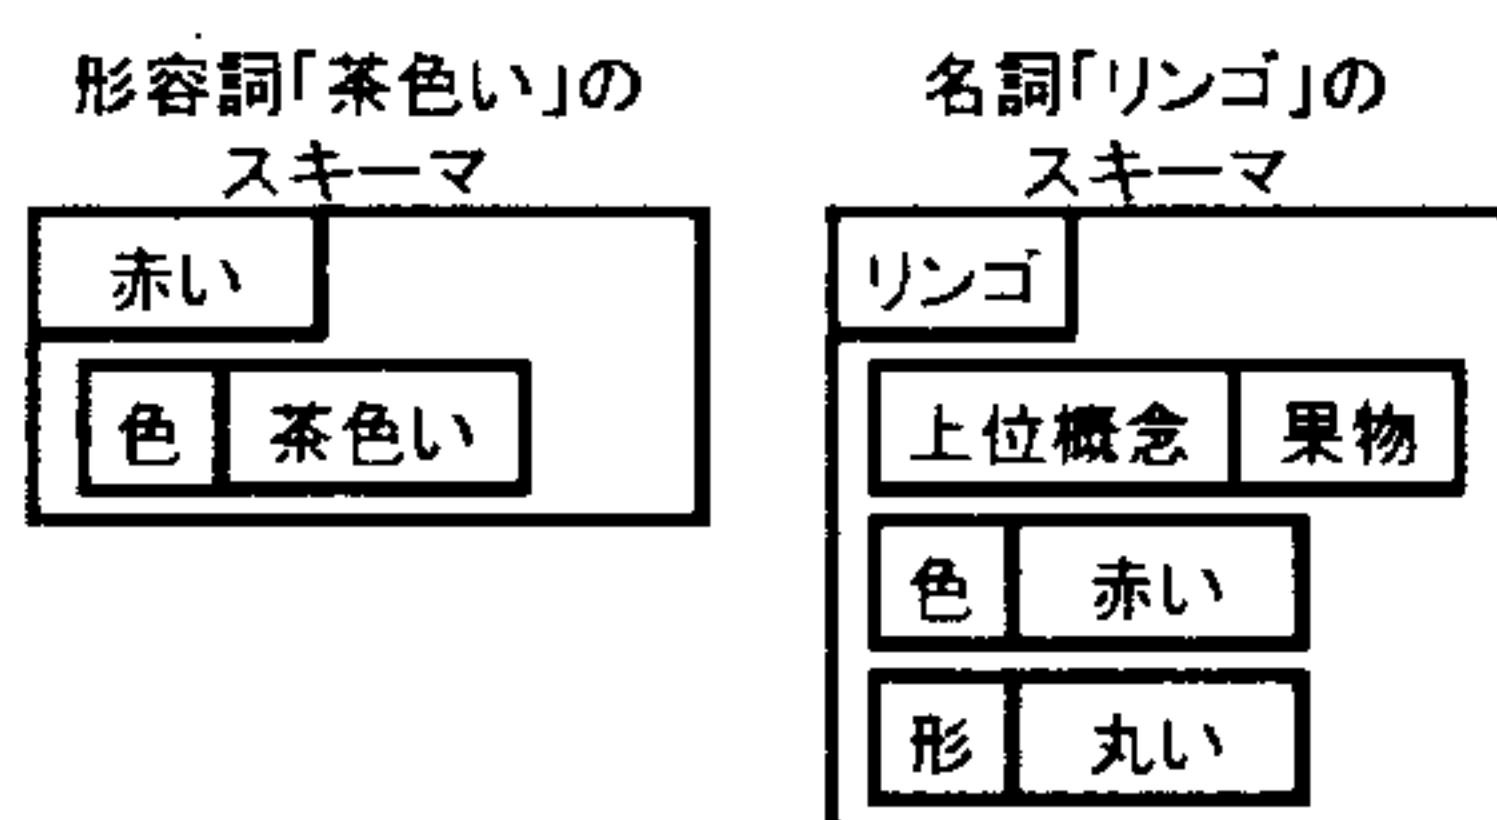 形容詞「茶色い」の
スキーマ
赤い
色 茶色い
名詞「リンゴ」の
スキーマ
リンゴ
上位概念 果物
色 赤い
形 丸い